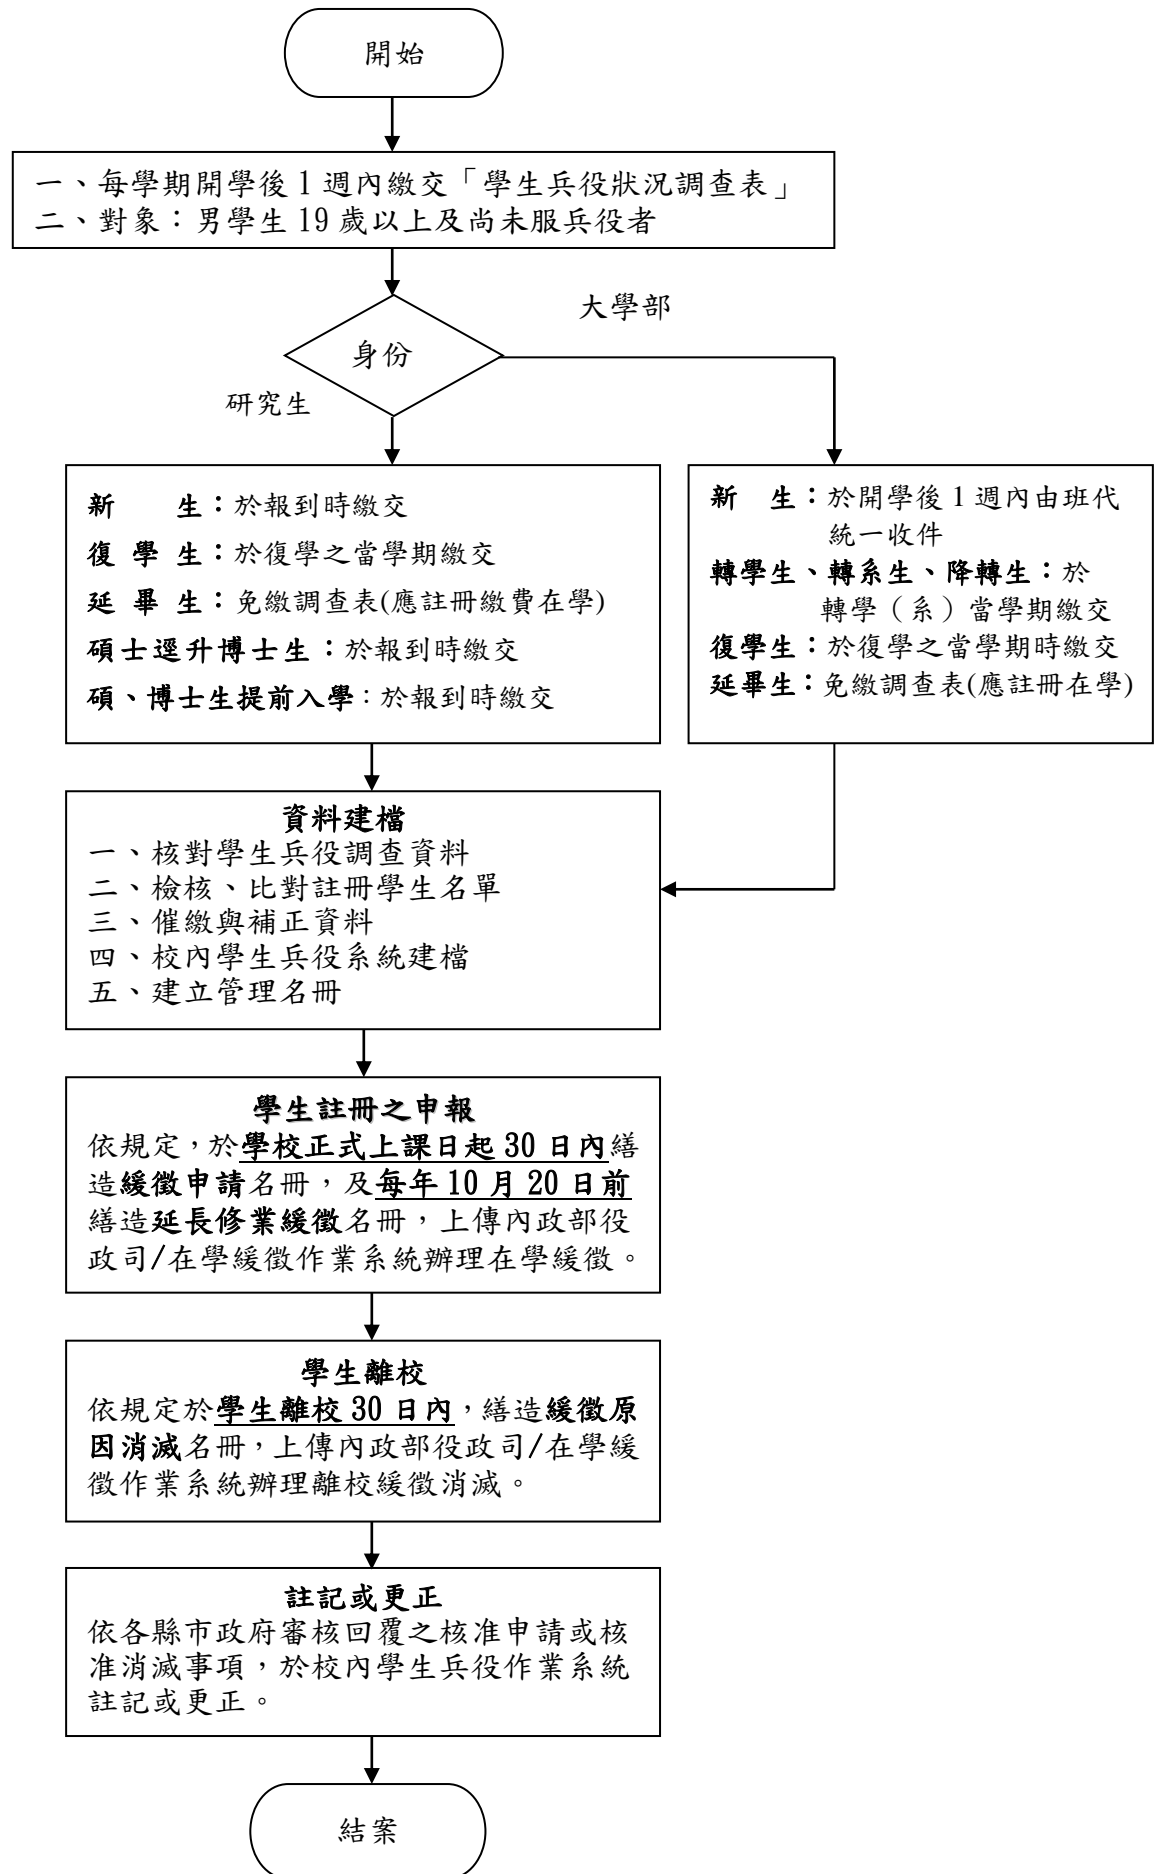 開始
一、每學期開學後 1 週內繳交「學生兵役狀況調查表」
二、對象：男學生 19 歲以上及尚未服兵役者
大學部
身份
研究生
新　　生：於報到時繳交
復 學 生：於復學之當學期繳交
延 畢 生：免繳調查表(應註冊繳費在學)
碩士逕升博士生：於報到時繳交
碩、博士生提前入學：於報到時繳交
新　生：於開學後 1 週內由班代
統一收件
轉學生、轉系生、降轉生：於
轉學（系）當學期繳交
復學生：於復學之當學期時繳交
延畢生：免繳調查表(應註冊在學)
資料建檔
一、核對學生兵役調查資料
二、檢核、比對註冊學生名單
三、催繳與補正資料
四、校內學生兵役系統建檔
五、建立管理名冊
學生註冊之申報
依規定，於學校正式上課日起 30 日內繕
造緩徵申請名冊，及每年 10 月 20 日前
繕造延長修業緩徵名冊，上傳內政部役
政司/在學緩徵作業系統辦理在學緩徵。
學生離校
依規定於學生離校 30 日內，繕造緩徵原
因消滅名冊，上傳內政部役政司/在學緩
徵作業系統辦理離校緩徵消滅。
註記或更正
依各縣市政府審核回覆之核准申請或核
准消滅事項，於校內學生兵役作業系統
註記或更正。
結案